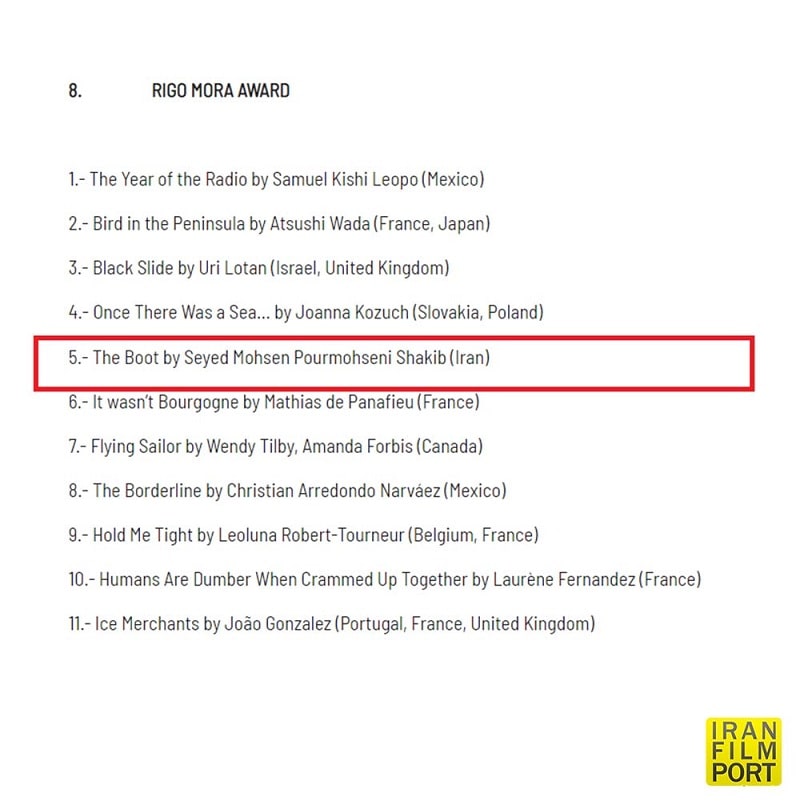 8. RIGO MORA AWARD
1.- The Year of the Radio by Samuel Kishi Leopo (Mexico)
2.- Bird in the Peninsula by Atsushi Wada (France, Japan)
3.- Black Slide by Uri Lotan (Israel, United Kingdom)
4.- Once There Was a Sea... by Joanna Kozuch (Slovakia, Poland)
5.- The Boot by Seyed Mohsen Pourmohseni Shakib (Iran)
6.- It wasn't Bourgogne by Mathias de Panafieu (France)
7.- Flying Sailor by Wendy Tilby, Amanda Forbis (Canada)
8.- The Borderline by Christian Arredondo Narváez (Mexico)
9.- Hold Me Tight by Leoluna Robert-Tourneur (Belgium, France)
10.- Humans Are Dumber When Crammed Up Together by Laurène Fernandez (France)
11.- Ice Merchants by João Gonzalez (Portugal, France, United Kingdom)
IRAN
FILM
PORT